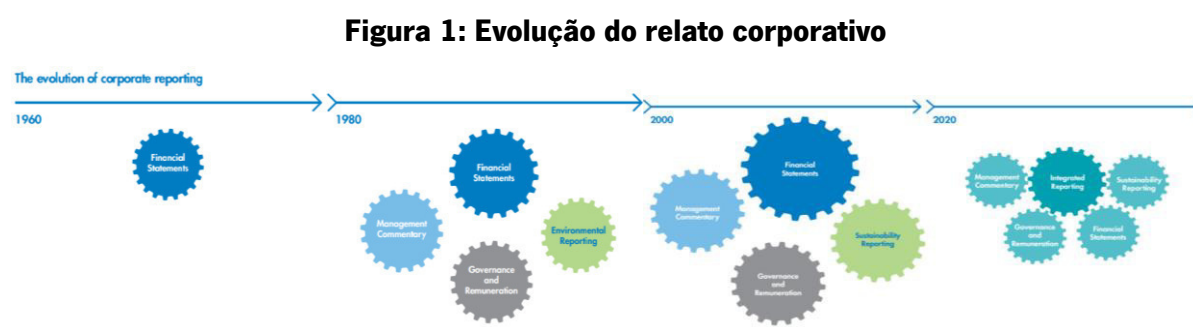 Figura 1: Evolução do relato corporativo
The evolution of corporate reporting
1960
1980
2000
2020
Financial
Statements
Financial
Statements
Management
Commentary
Environmental
Reporting
Governance
and
Remuneration
Financial
Statements
Management
Commentary
Sustainability
Reporting
Governance
and
Remuneration
Management
Commentary
Integrated
Reporting
Sustainability
Reporting
Governance
and
Remuneration
Financial
Statements